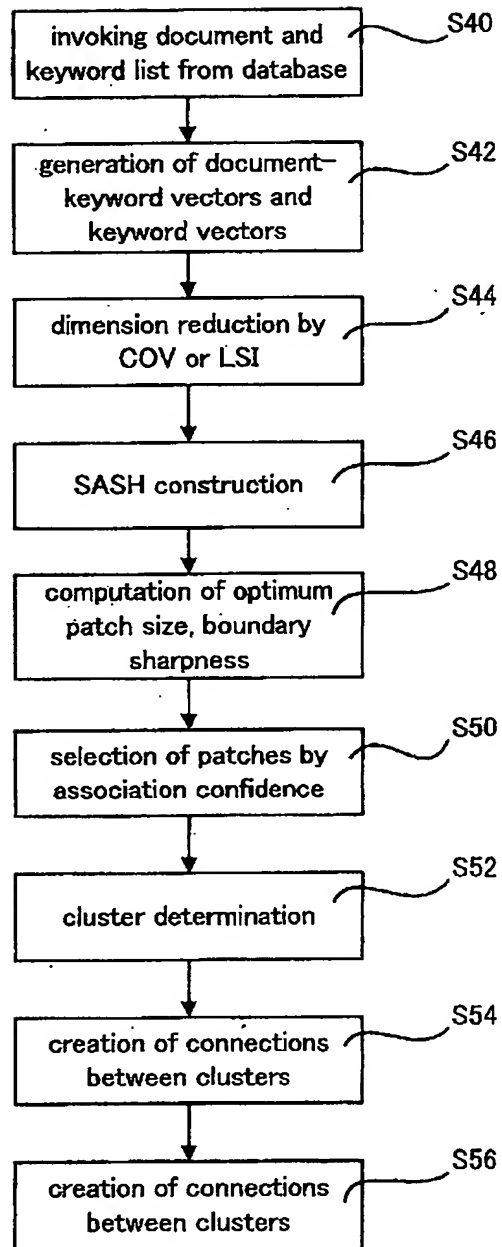 invoking document and
keyword list from database
S40
generation of document-
keyword vectors and
keyword vectors
S42
dimension reduction by
COV or LSI
S44
SASH construction
S46
computation of optimum
patch size, boundary
sharpness
S48
selection of patches by
association confidence
S50
cluster determination
S52
creation of connections
between clusters
S54
creation of connections
between clusters
S56